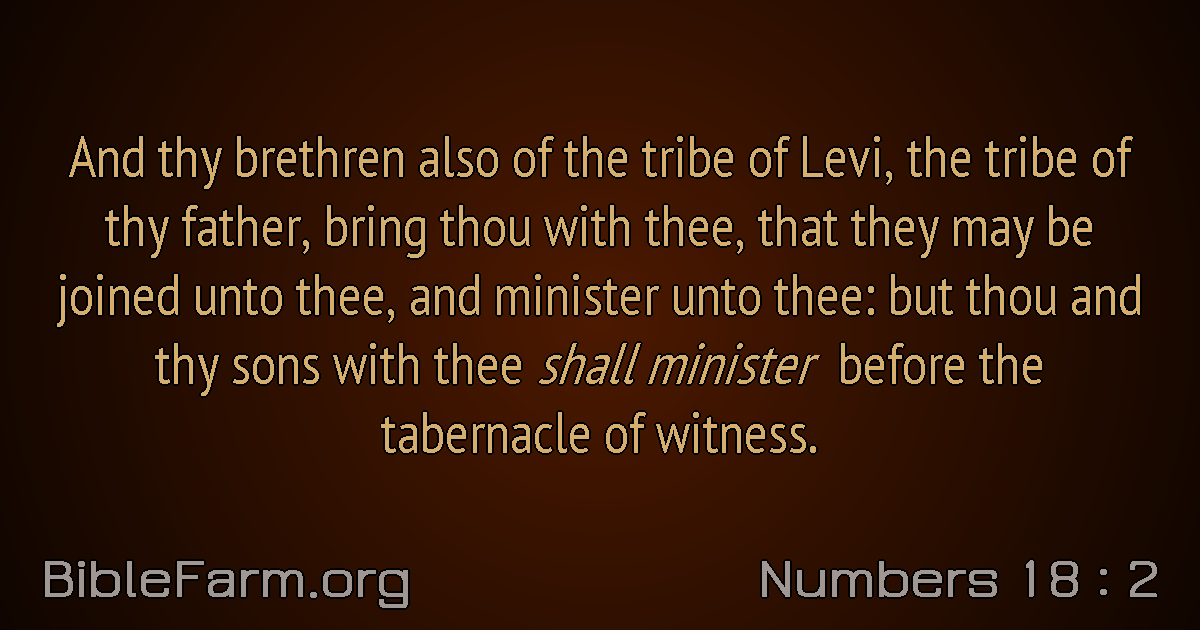 And thy brethren also of the tribe of Levi, the tribe of
thy father, bring thou with thee, that they may be
joined unto thee, and minister unto thee: but thou and
thy sons with thee shall minister before the
tabernacle of witness.
BibleFarm.org
Numbers 18 : 2